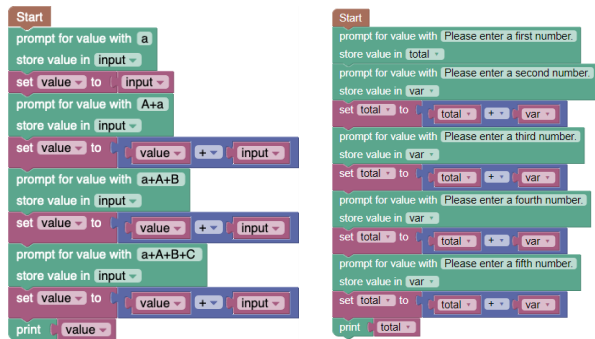 Start
prompt for value with a
store value in input
set value to input
prompt for value with A+a
store value in input
set value to value + input
prompt for value with a+A+B
store value in input
set value to value + input
prompt for value with a+A+B+C
store value in input
set value to value + input
print value
Start
prompt for value with Please enter a first number.
store value in total
prompt for value with Please enter a second number.
store value in var
set total to total + var
prompt for value with Please enter a third number.
store value in var
set total to total + var
prompt for value with Please enter a fourth number.
store value in var
set total to total + var
prompt for value with Please enter a fifth number.
store value in var
set total to total + var
print total